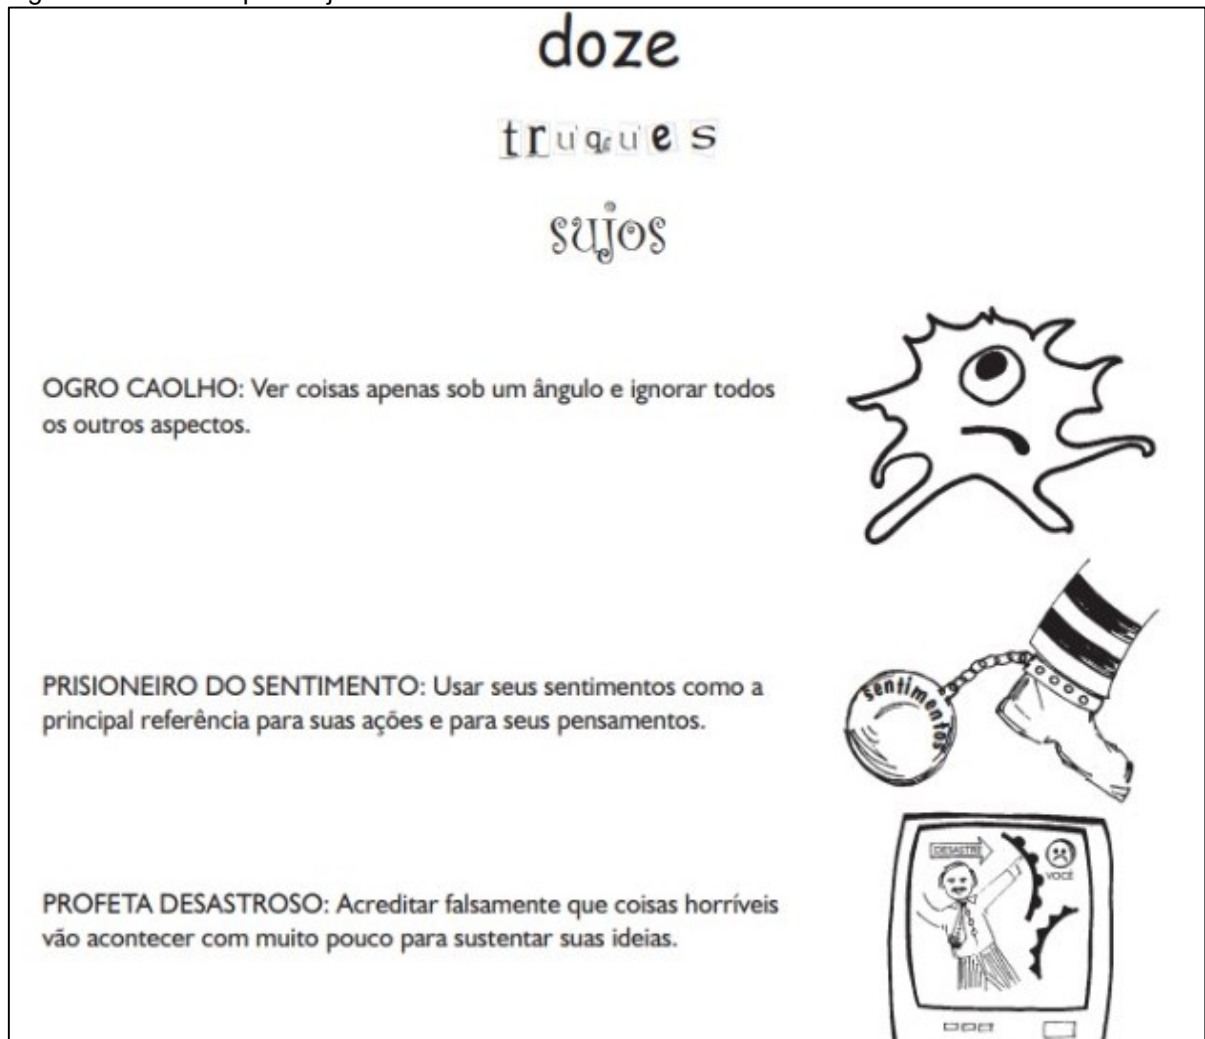 doze
truques
sujos
OGRO CAOLHO: Ver coisas apenas sob um ângulo e ignorar todos
os outros aspectos.
PRISIONEIRO DO SENTIMENTO: Usar seus sentimentos como a
principal referência para suas ações e para seus pensamentos.
sentimentos
PROFETA DESASTROSO: Acreditar falsamente que coisas horríveis
vão acontecer com muito pouco para sustentar suas ideias.
DESASTRE
VOCÊ